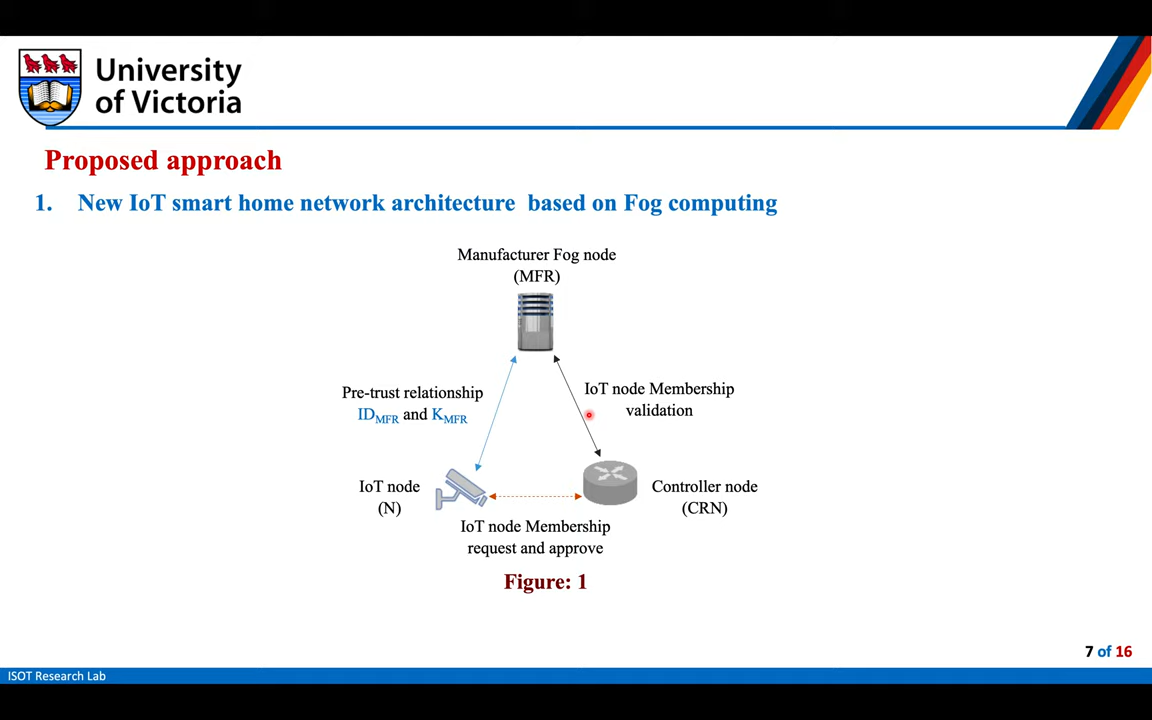 University
of Victoria
Proposed approach
1. New IoT smart home network architecture based on Fog computing
Manufacturer Fog node
(MFR)
Pre-trust relationship
IDMFR and KMFR
IoT node Membership
validation
IoT node
(N)
Controller node
(CRN)
IoT node Membership
request and approve
Figure: 1
7 of 16
ISOT Research Lab